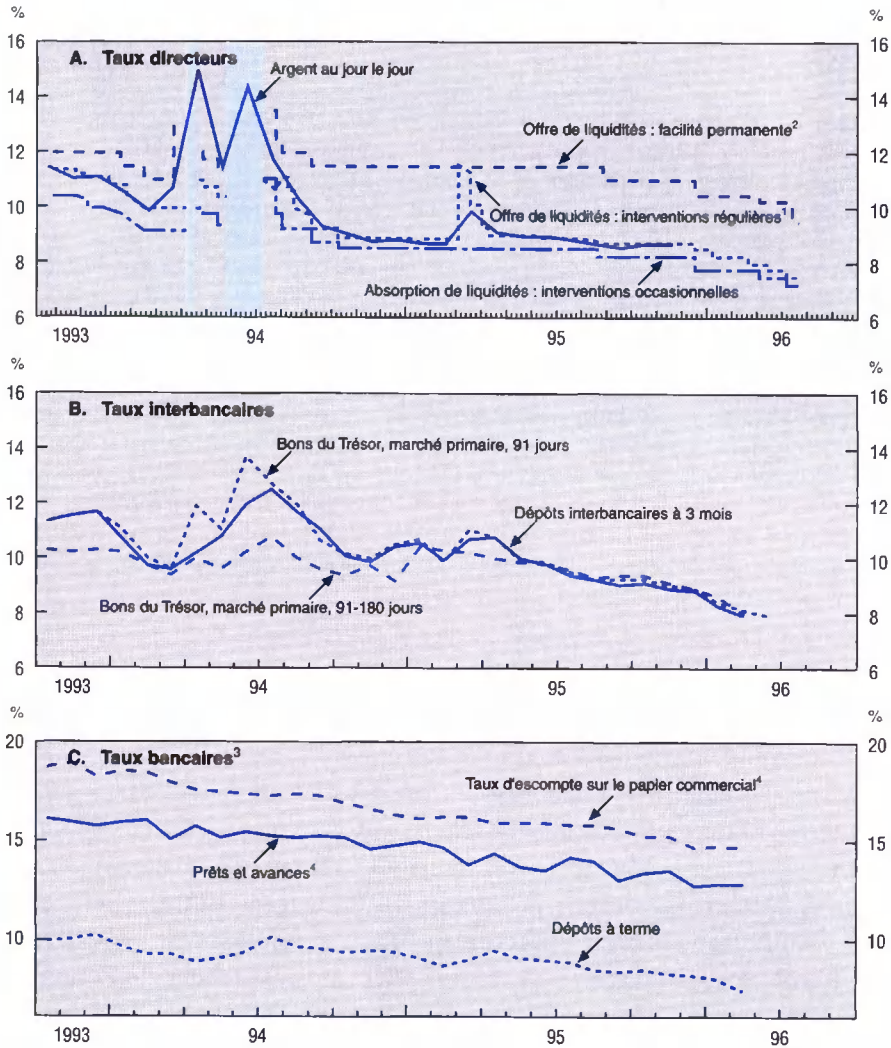 % %
16 16
A. Taux directeurs
Argent au jour le jour
14 14
Offre de liquidités : facilité permanente²
12 12
10 10
Offre de liquidités : interventions régulières¹
8 8
Absorption de liquidités : interventions occasionnelles
6 6
1993 94 95 96
% %
16 16
B. Taux interbancaires
Bons du Trésor, marché primaire, 91 jours
14 14
12 12
Dépôts interbancaires à 3 mois
10 10
Bons du Trésor, marché primaire, 91-180 jours
8 8
6 6
1993 94 95 96
% %
20 20
C. Taux bancaires³
Taux d'escompte sur le papier commercial⁴
15 15
Prêts et avances⁴
Dépôts à terme
10 10
1993 94 95 96